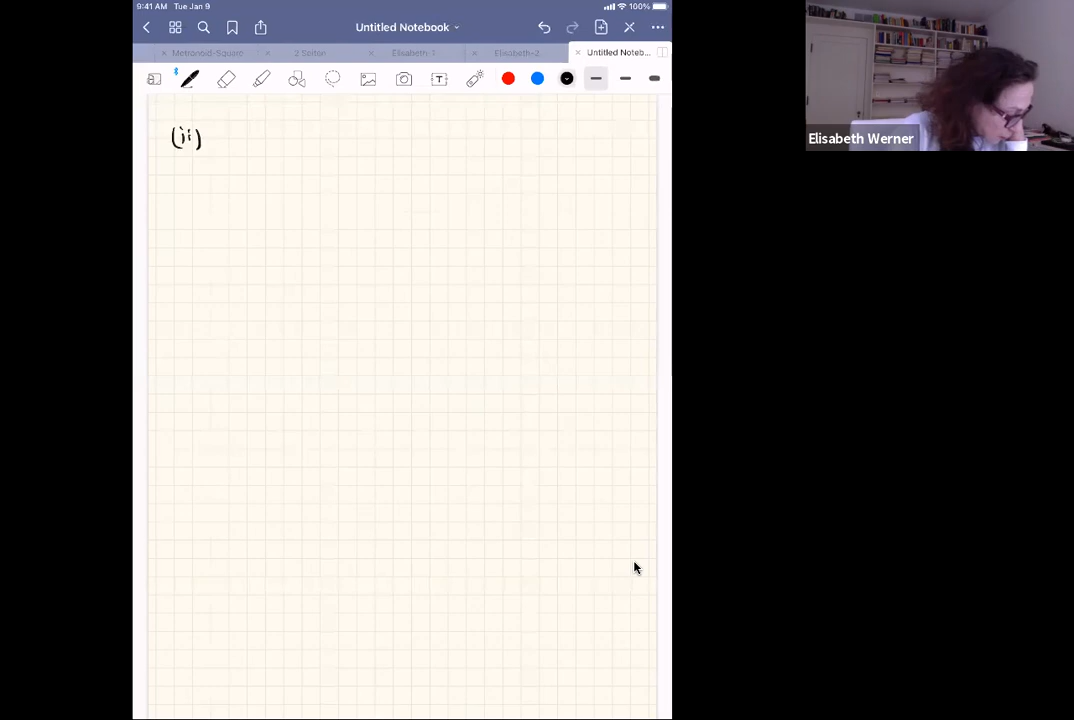 9:41 AM Tue Jan 9
100%
Untitled Notebook
Metronoid-Square
2 Seiten
Elisabeth-1
Elisabeth-2
Untitled Noteb...
T
(ii)
Elisabeth Werner